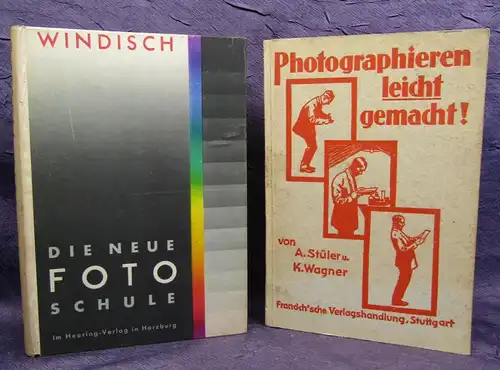 WINDISCH
DIE NEUE
FOTO
SCHULE
Im Heering-Verlag in Harzburg
Photographieren
leicht
gemacht!
von
A. Stüler u.
K. Wagner
Franckh'sche Verlagshandlung, Stuttgart